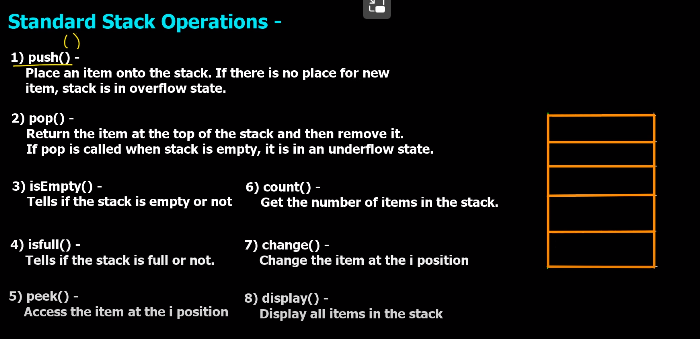 Standard Stack Operations -
()
1) push() -
Place an item onto the stack. If there is no place for new
item, stack is in overflow state.
2) pop() -
Return the item at the top of the stack and then remove it.
If pop is called when stack is empty, it is in an underflow state.
3) isEmpty() -
Tells if the stack is empty or not
4) isfull() -
Tells if the stack is full or not.
5) peek() -
Access the item at the i position
6) count() -
Get the number of items in the stack.
7) change() -
Change the item at the i position
8) display() -
Display all items in the stack